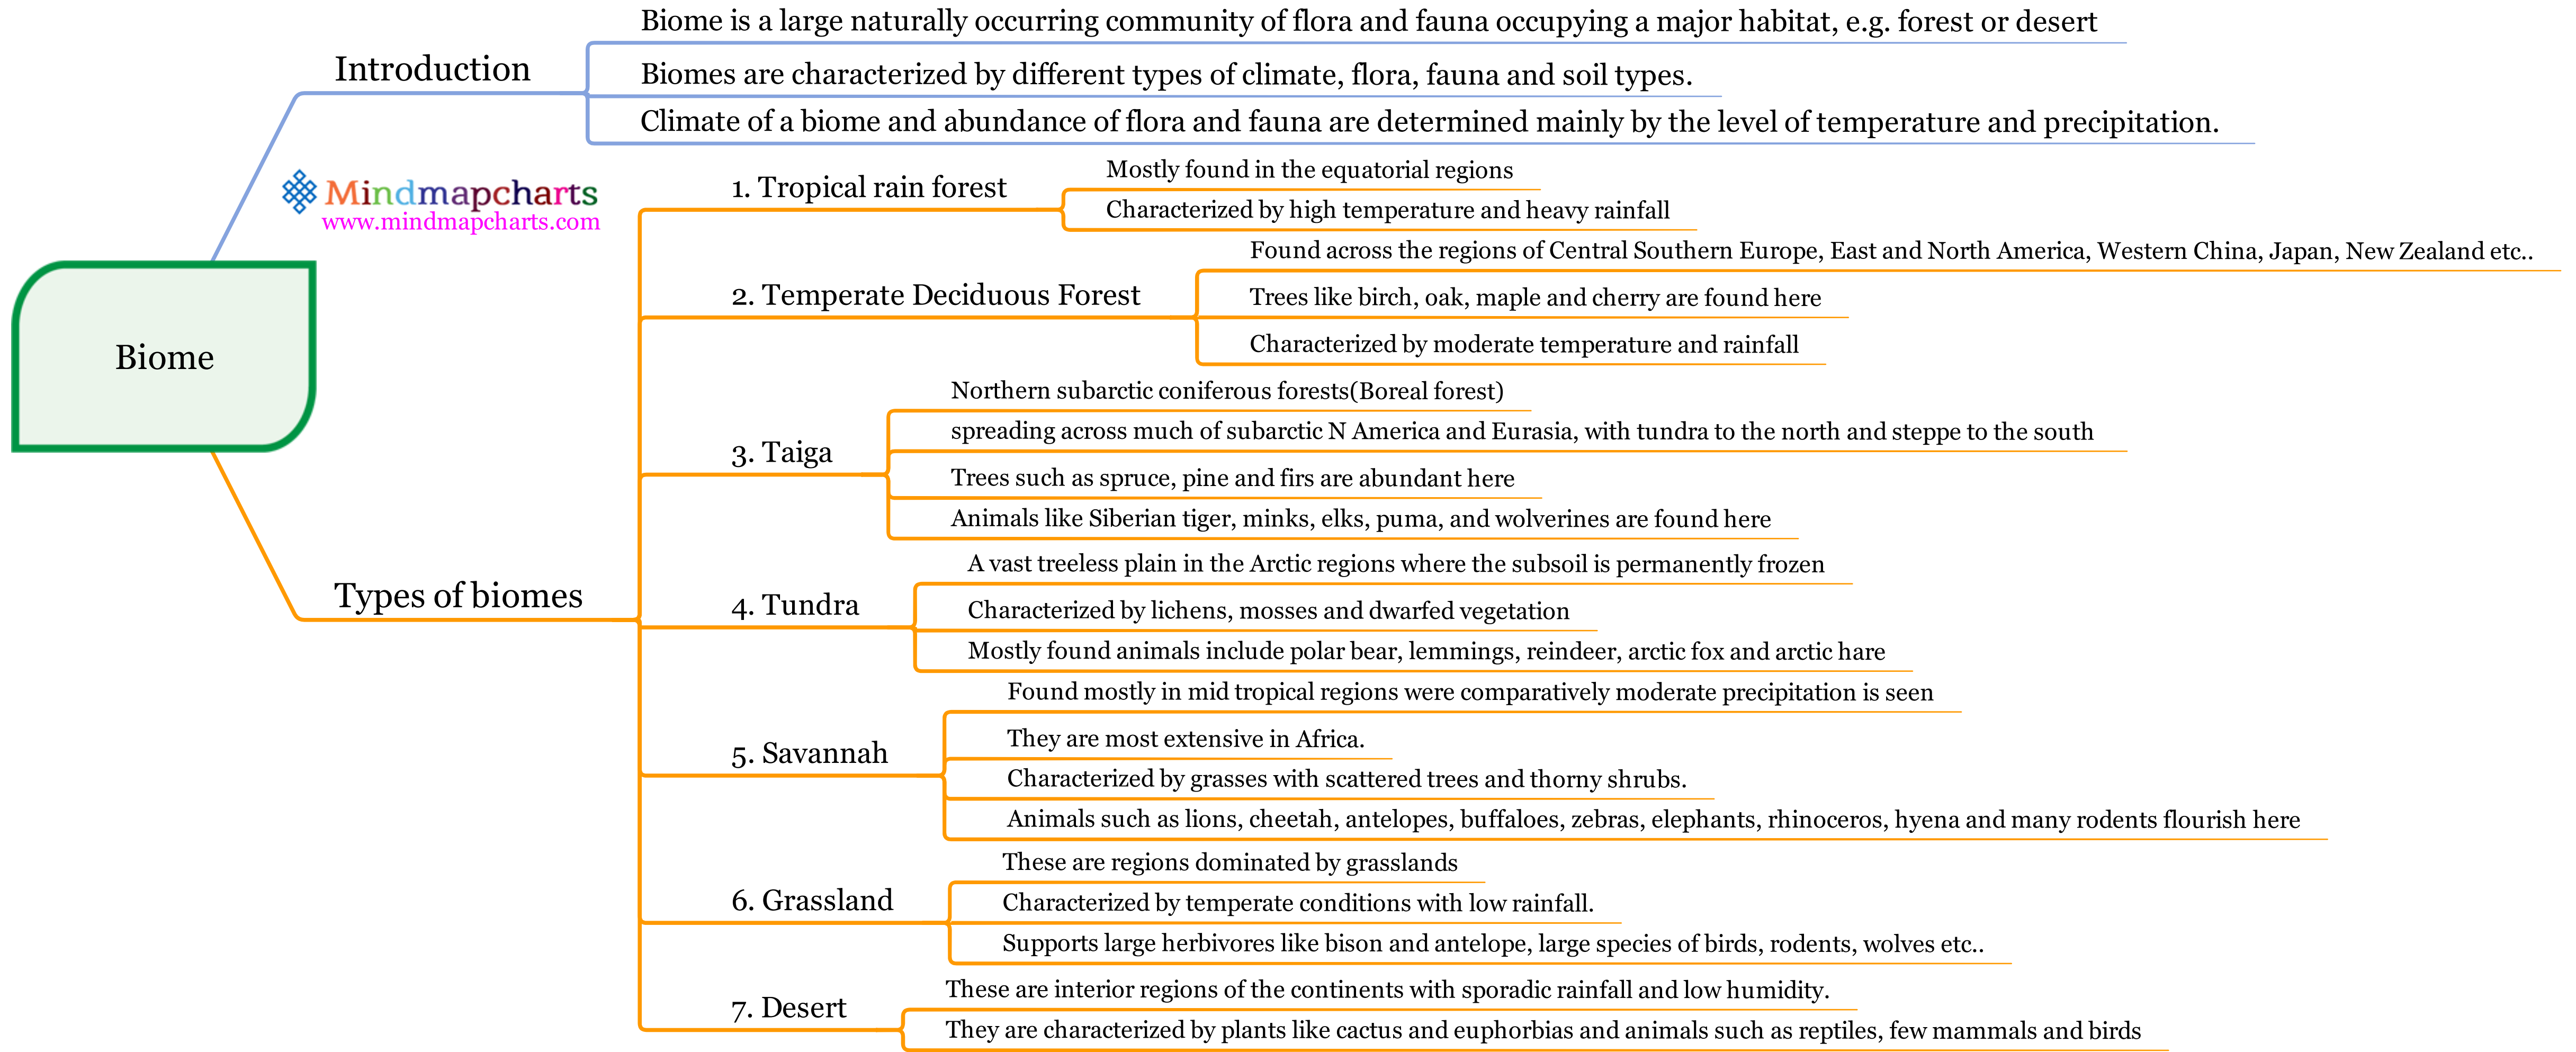 Biome is a large naturally occurring community of flora and fauna occupying a major habitat, e.g. forest or desert
Introduction
Biomes are characterized by different types of climate, flora, fauna and soil types.
Climate of a biome and abundance of flora and fauna are determined mainly by the level of temperature and precipitation.
Mindmapcharts
www.mindmapcharts.com
Biome
Types of biomes
1. Tropical rain forest
Mostly found in the equatorial regions
Characterized by high temperature and heavy rainfall
2. Temperate Deciduous Forest
Found across the regions of Central Southern Europe, East and North America, Western China, Japan, New Zealand etc..
Trees like birch, oak, maple and cherry are found here
Characterized by moderate temperature and rainfall
3. Taiga
Northern subarctic coniferous forests(Boreal forest)
spreading across much of subarctic N America and Eurasia, with tundra to the north and steppe to the south
Trees such as spruce, pine and firs are abundant here
Animals like Siberian tiger, minks, elks, puma, and wolverines are found here
4. Tundra
A vast treeless plain in the Arctic regions where the subsoil is permanently frozen
Characterized by lichens, mosses and dwarfed vegetation
Mostly found animals include polar bear, lemmings, reindeer, arctic fox and arctic hare
5. Savannah
Found mostly in mid tropical regions were comparatively moderate precipitation is seen
They are most extensive in Africa.
Characterized by grasses with scattered trees and thorny shrubs.
Animals such as lions, cheetah, antelopes, buffaloes, zebras, elephants, rhinoceros, hyena and many rodents flourish here
6. Grassland
These are regions dominated by grasslands
Characterized by temperate conditions with low rainfall.
Supports large herbivores like bison and antelope, large species of birds, rodents, wolves etc..
7. Desert
These are interior regions of the continents with sporadic rainfall and low humidity.
They are characterized by plants like cactus and euphorbias and animals such as reptiles, few mammals and birds